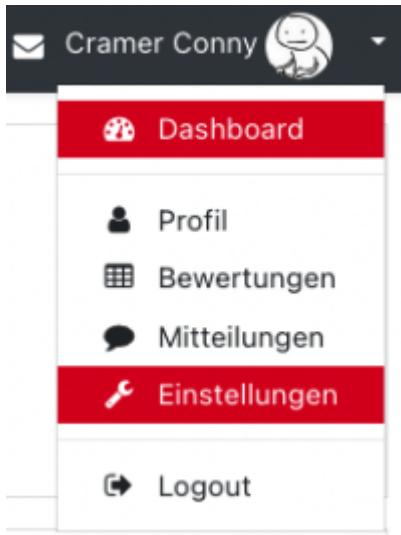 Cramer Conny
Dashboard
Profil
Bewertungen
Mitteilungen
Einstellungen
Logout